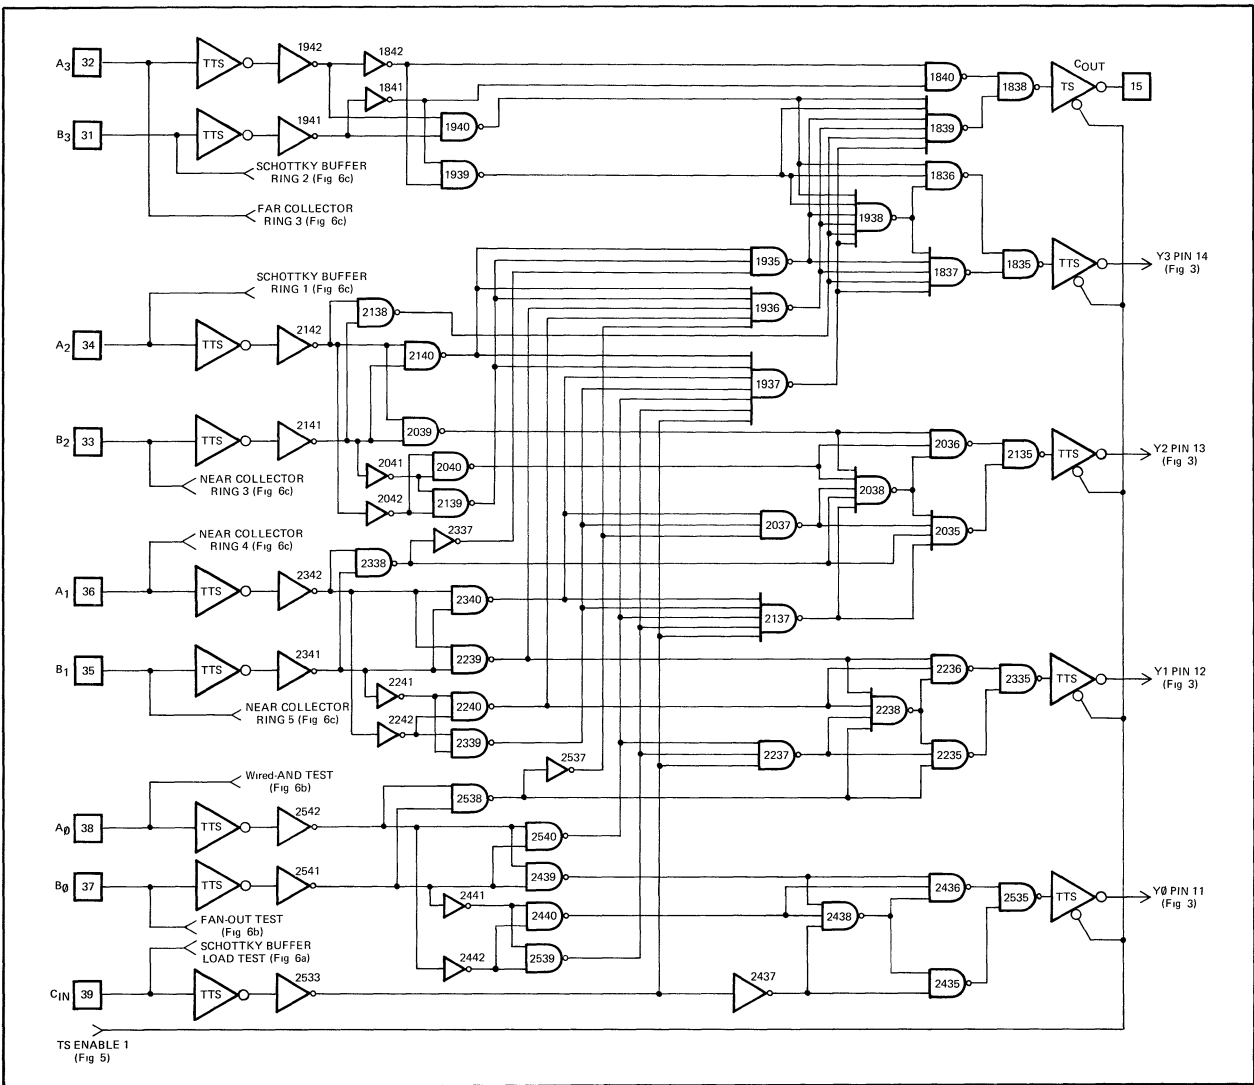 A3 32 TTS 1942 1842 1840 1838 COUT TS 15
1841
B3 31 TTS 1941 1940 1839
SCHOTTKY BUFFER
RING 2 (Fig 6c)
1939 1836
FAR COLLECTOR
RING 3 (Fig 6c)
1938
1935 1837 1835 TTS Y3 PIN 14
(Fig 3)
SCHOTTKY BUFFER
RING 1 (Fig 6c)
2138 1936
A2 34 TTS 2142 2140
1937
B2 33 TTS 2141 2039 2036 2135 TTS Y2 PIN 13
(Fig 3)
2041 2040 2038
NEAR COLLECTOR
RING 3 (Fig 6c)
2042 2139
2037 2035
NEAR COLLECTOR
RING 4 (Fig 6c)
2337
2338
A1 36 TTS 2342 2340 2137
B1 35 TTS 2341 2239 2236 2335 TTS Y1 PIN 12
(Fig 3)
2241 2240 2238
NEAR COLLECTOR
RING 5 (Fig 6c)
2242 2339 2237 2235
Wired-AND TEST
(Fig 6b)
2537
2538
A0 38 TTS 2542 2540
B0 37 TTS 2541 2439 2436 2535 TTS Y0 PIN 11
(Fig 3)
2441 2440 2438
FAN-OUT TEST
(Fig 6b)
SCHOTTKY BUFFER
LOAD TEST (Fig 6a)
2442 2539
CIN 39 TTS 2533 2437 2435
TS ENABLE 1
(Fig 5)